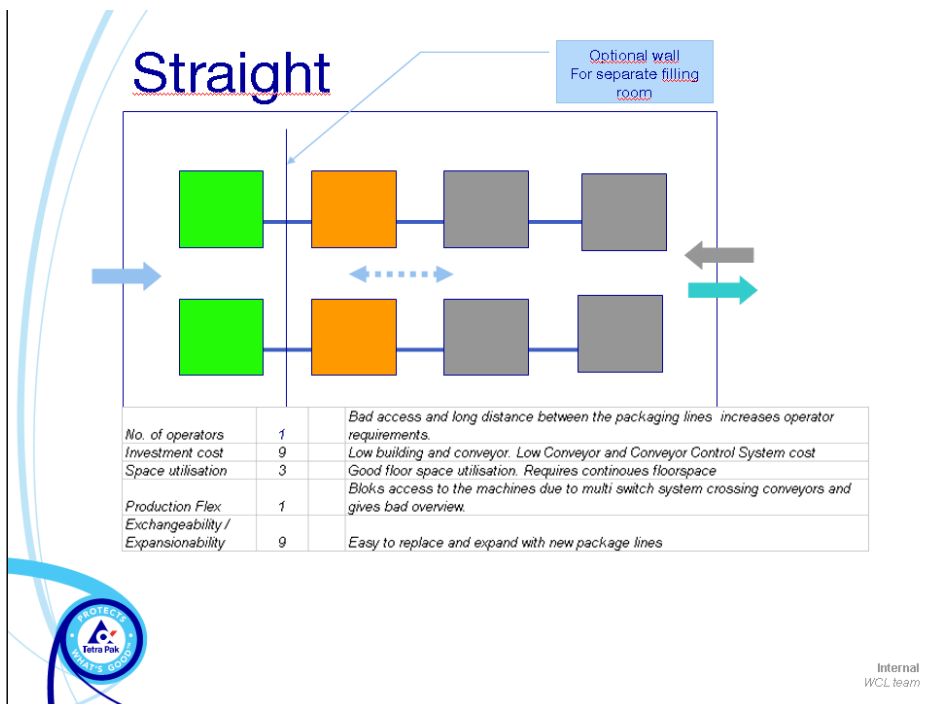 Straight
Optional wall
For separate filling
room
No. of operators 1 Bad access and long distance between the packaging lines increases operator
requirements.
Investment cost 9 Low building and conveyor. Low Conveyor and Conveyor Control System cost
Space utilisation 3 Good floor space utilisation. Requires continoues floorspace
Production Flex 1 Bloks access to the machines due to multi switch system crossing conveyors and
gives bad overview.
Exchangeability /
Expansionability 9 Easy to replace and expand with new package lines
PROTECTS
Tetra Pak
WHAT'S GOOD™
Internal
WCL team